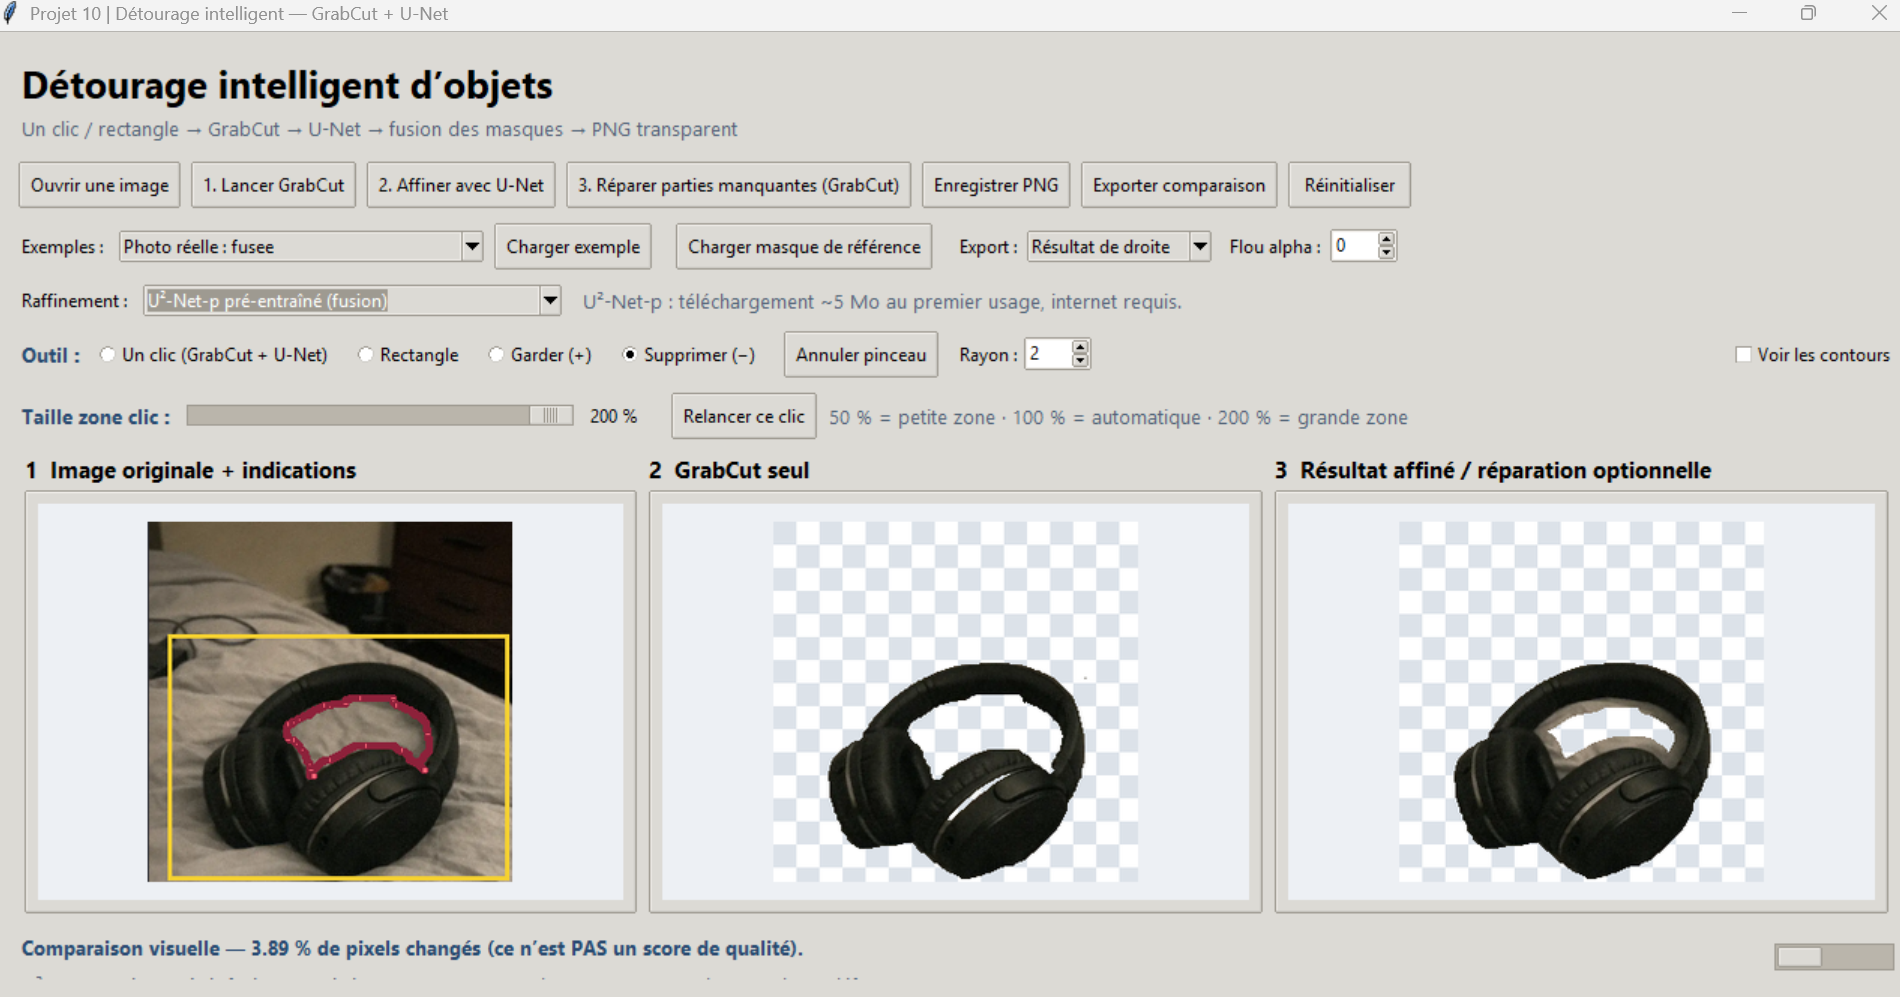 Projet 10 | Détourage intelligent — GrabCut + U-Net
Détourage intelligent d’objets
Un clic / rectangle → GrabCut → U-Net → fusion des masques → PNG transparent
Ouvrir une image 1. Lancer GrabCut 2. Affiner avec U-Net 3. Réparer parties manquantes (GrabCut) Enregistrer PNG Exporter comparaison Réinitialiser
Exemples : Photo réelle : fusee Charger exemple Charger masque de référence Export : Résultat de droite Flou alpha : 0
Raffinement : U²-Net-p pré-entraîné (fusion) U²-Net-p : téléchargement ~5 Mo au premier usage, internet requis.
Outil : Un clic (GrabCut + U-Net) Rectangle Garder (+) Supprimer (−) Annuler pinceau Rayon : 2 Voir les contours
Taille zone clic : 200 % Relancer ce clic 50 % = petite zone · 100 % = automatique · 200 % = grande zone
1 Image originale + indications
2 GrabCut seul
3 Résultat affiné / réparation optionnelle
Comparaison visuelle — 3.89 % de pixels changés (ce n’est PAS un score de qualité).